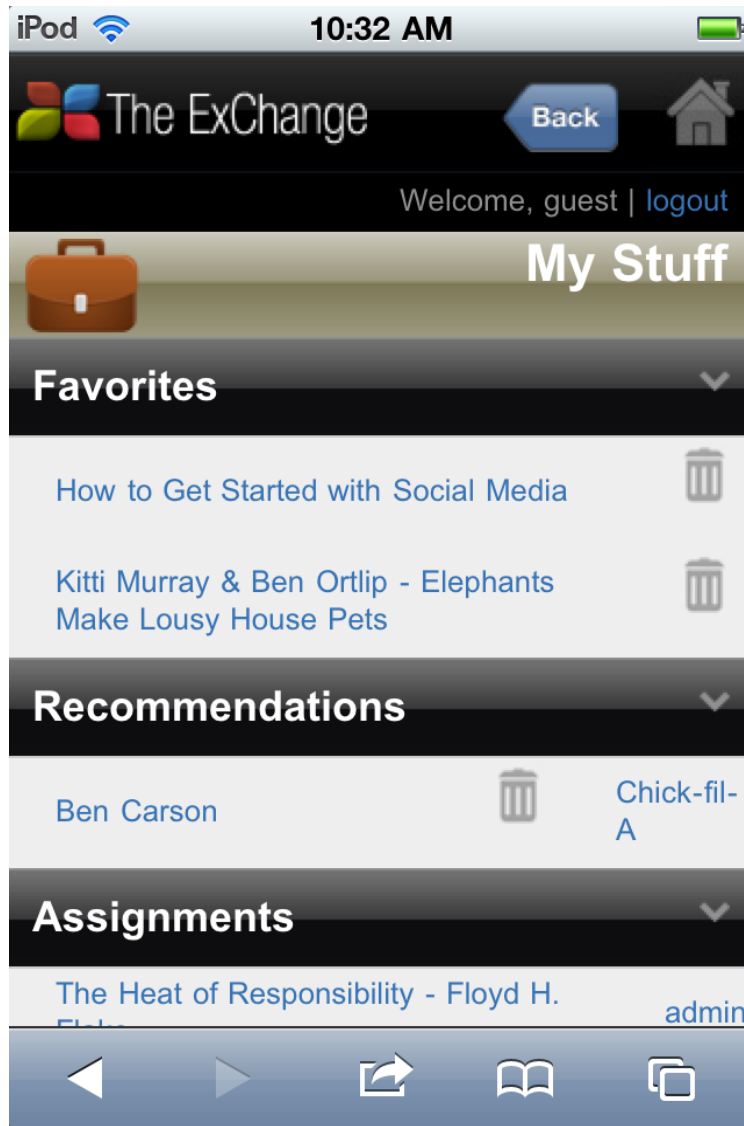 iPod 10:32 AM
The ExChange Back
Welcome, guest | logout
My Stuff
Favorites
How to Get Started with Social Media
Kitti Murray & Ben Ortlip - Elephants
Make Lousy House Pets
Recommendations
Ben Carson
Chick-fil-
A
Assignments
The Heat of Responsibility - Floyd H.
admin